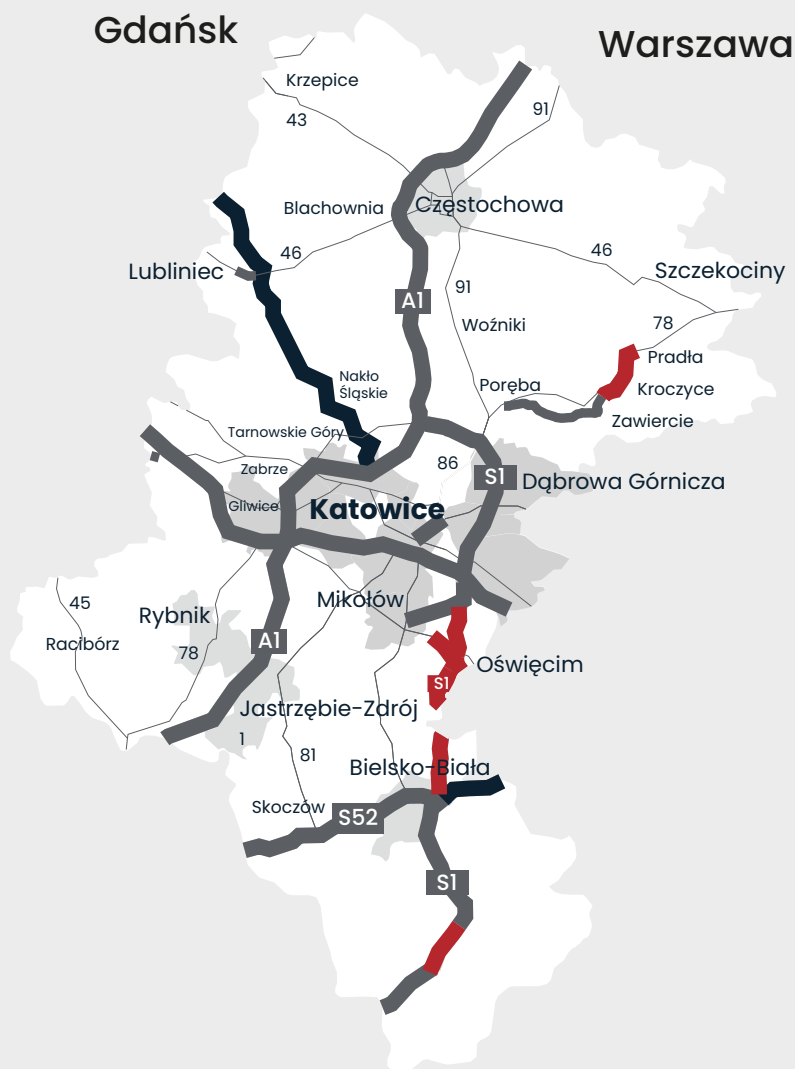 Gdańsk
Warszawa
Krzepice
43
91
Blachownia
Częstochowa
46
46
Lubliniec
Szczekociny
91
A1
Woźniki
78
Pradła
Nakło
Śląskie
Poręba
Kroczyce
Zawiercie
Tarnowskie Góry
86
Zabrze
S1
Dąbrowa Górnicza
Gliwice
Katowice
45
Mikołów
Rybnik
A1
Racibórz
78
Oświęcim
S1
Jastrzębie-Zdrój
1
81
Bielsko-Biała
Skoczów
S52
S1